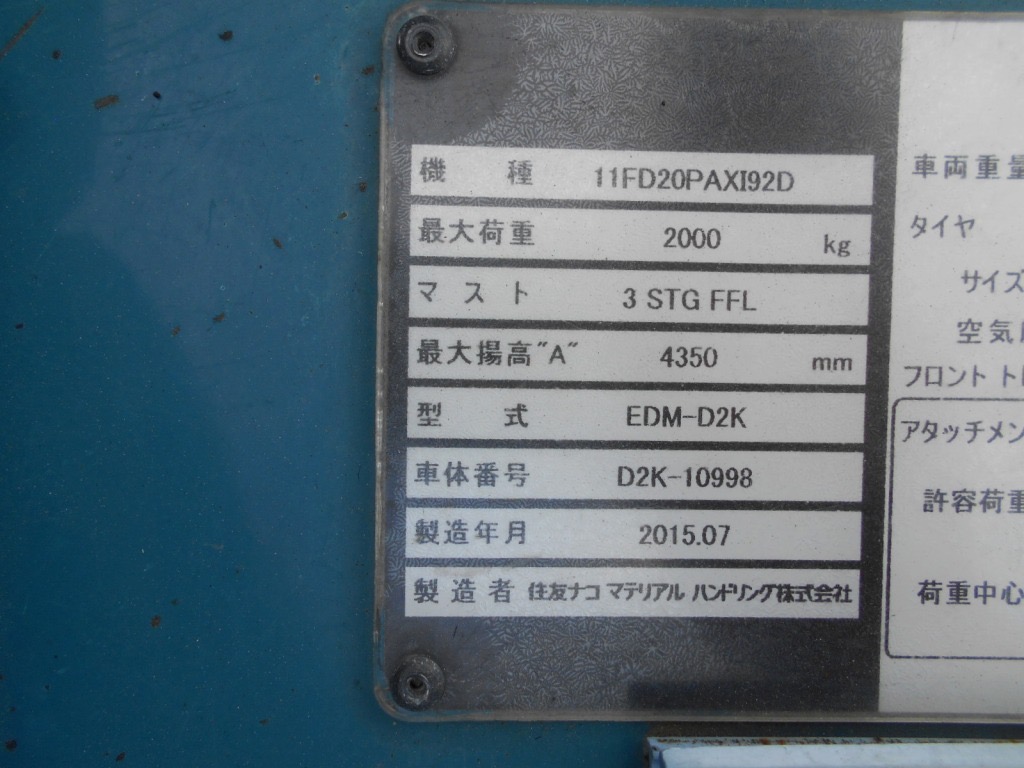 機種 11FD20PAXI92D
最大荷重 2000 kg
マスト 3 STG FFL
最大揚高"A" 4350 mm
型式 EDM-D2K
車体番号 D2K-10998
製造年月 2015.07
製造者 住友ナコ マテリアル ハンドリング株式会社
車両重量
タイヤ
サイズ
空気
フロント ト
アタッチメン
許容荷重
荷重中心